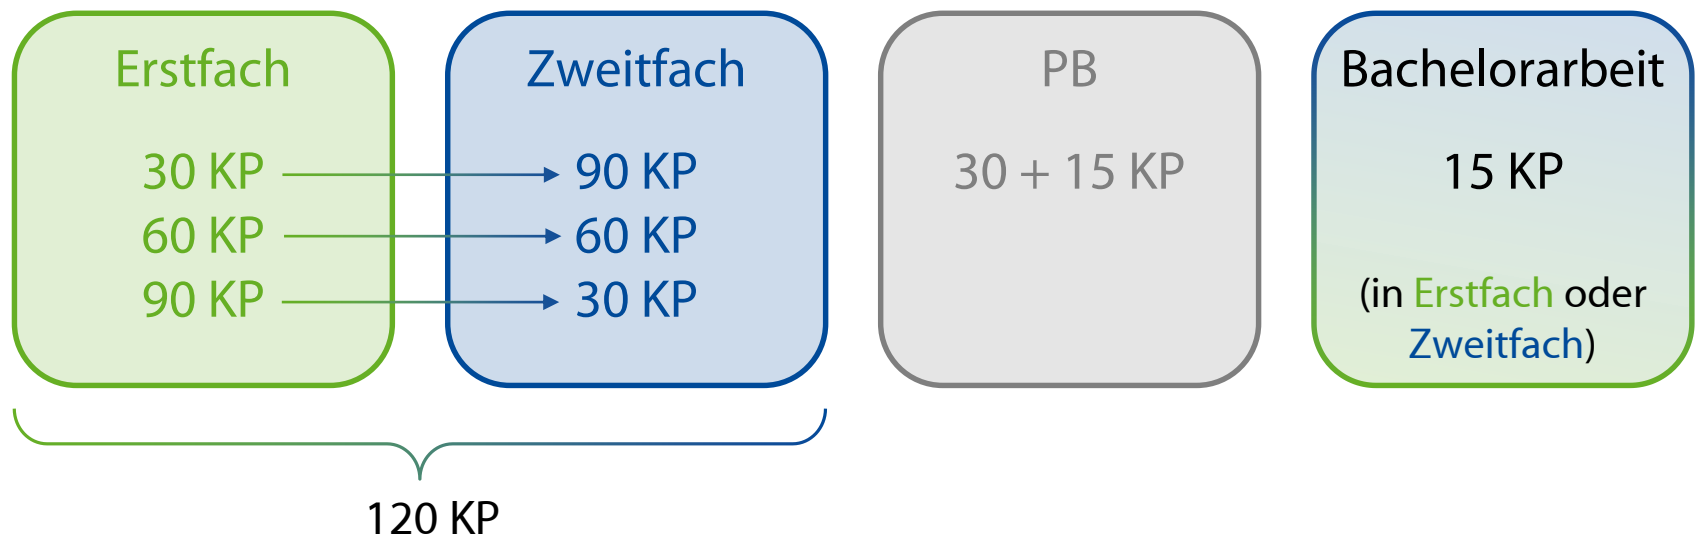 Erstfach
30 KP
60 KP
90 KP
Zweitfach
90 KP
60 KP
30 KP
PB
30 + 15 KP
Bachelorarbeit
15 KP
(in Erstfach oder
Zweitfach)
120 KP